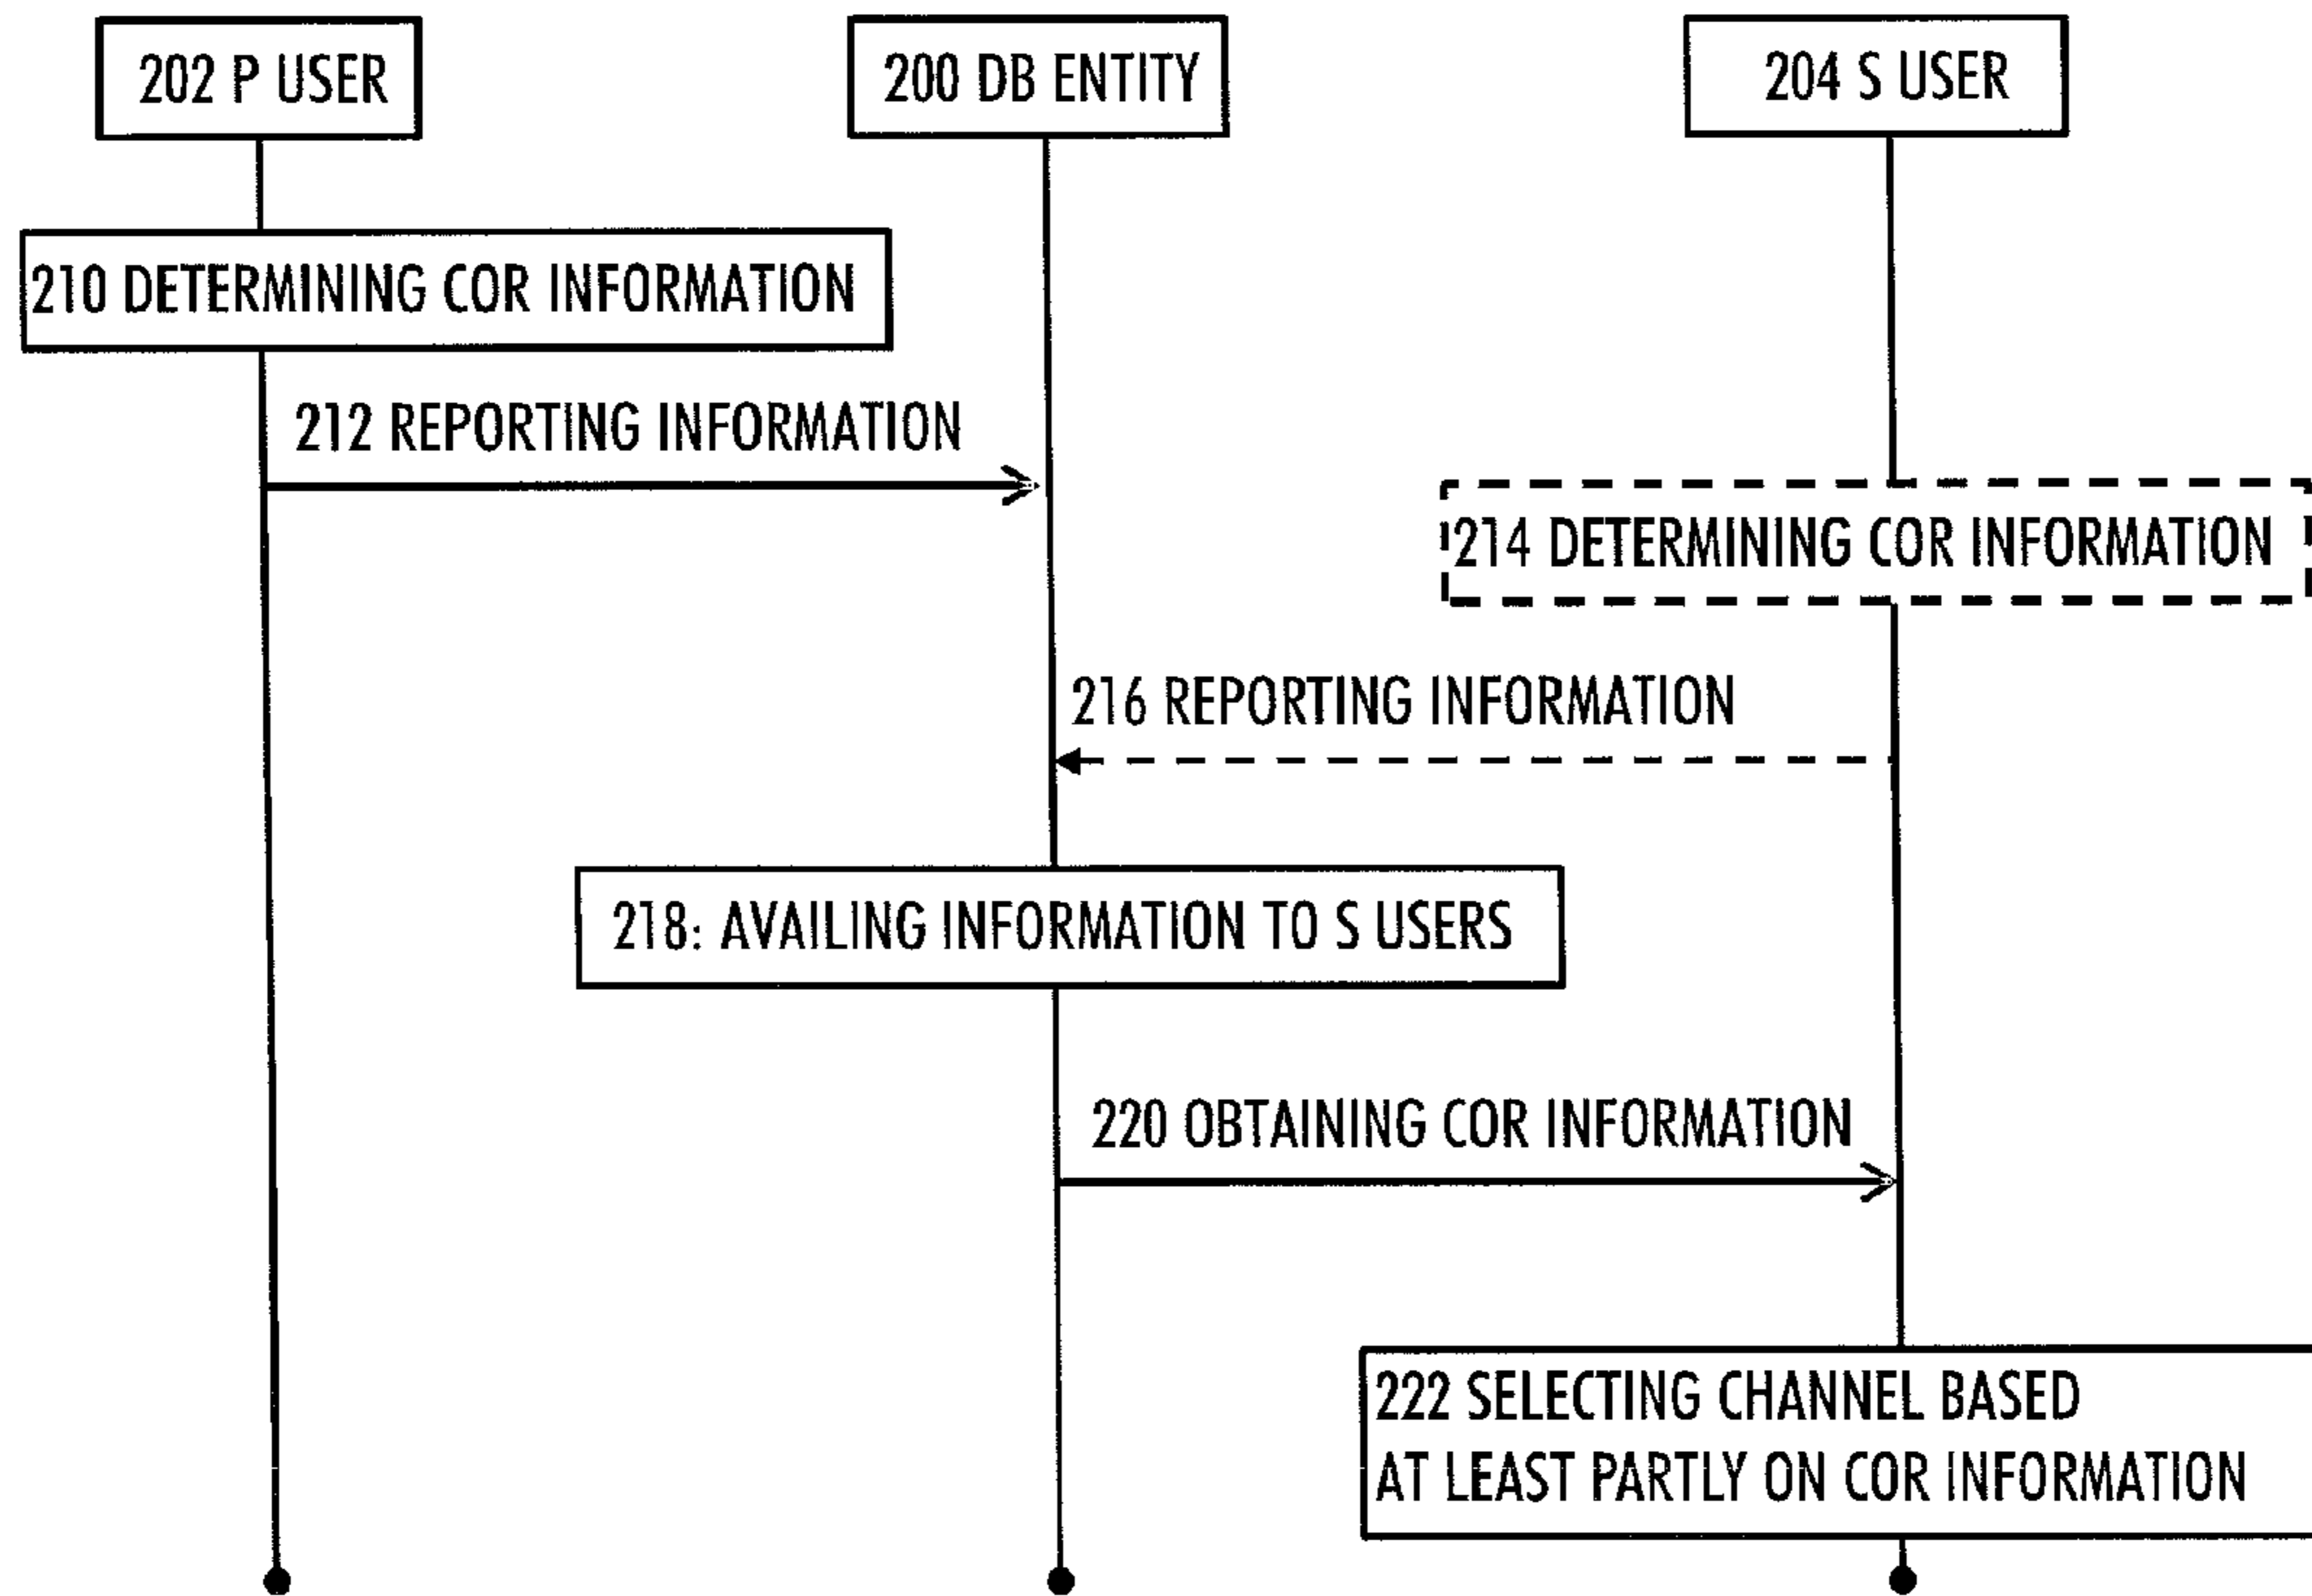 202 P USER
200 DB ENTITY
204 S USER
210 DETERMINING COR INFORMATION
212 REPORTING INFORMATION
214 DETERMINING COR INFORMATION
216 REPORTING INFORMATION
218: AVAILING INFORMATION TO S USERS
220 OBTAINING COR INFORMATION
222 SELECTING CHANNEL BASED
AT LEAST PARTLY ON COR INFORMATION